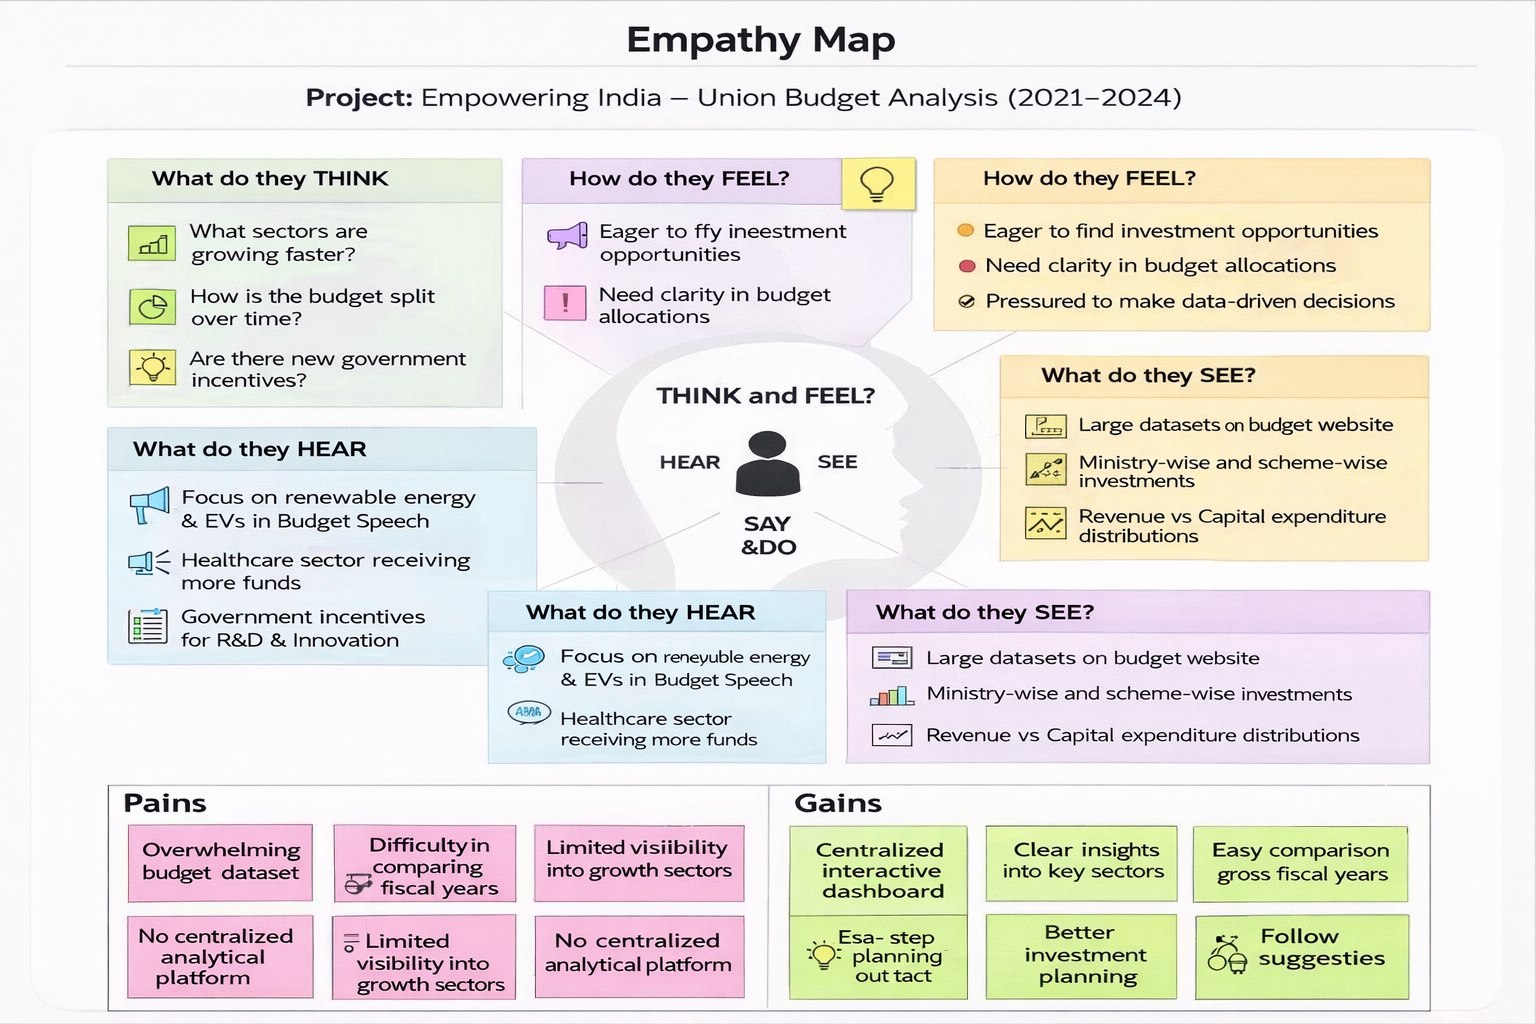 Empathy Map
Project: Empowering India – Union Budget Analysis (2021–2024)
What do they THINK
What sectors are
growing faster?
How is the budget split
over time?
Are there new government
incentives?
How do they FEEL?
Eager to ffy ineestment
opportunities
Need clarity in budget
allocations
How do they FEEL?
Eager to find investment opportunities
Need clarity in budget allocations
Pressured to make data-driven decisions
What do they HEAR
Focus on renewable energy
& EVs in Budget Speech
Healthcare sector receiving
more funds
Government incentives
for R&D & Innovation
THINK and FEEL?
HEAR
SEE
SAY
&DO
What do they SEE?
Large datasets on budget website
Ministry-wise and scheme-wise
investments
Revenue vs Capital expenditure
distributions
What do they HEAR
Focus on reneyuble energy
& EVs in Budget Speech
Healthcare sector
receiving more funds
What do they SEE?
Large datasets on budget website
Ministry-wise and scheme-wise investments
Revenue vs Capital expenditure distributions
Pains
Overwhelming
budget dataset
Difficulty in
comparing
fiscal years
Limited visiibility
into growth sectors
No centralized
analytical
platform
Limited
visibility into
growth sectors
No centralized
analytical platform
Gains
Centralized
interactive
dashboard
Clear insights
into key sectors
Easy comparison
gross fiscal years
Esa- step
planning
out tact
Better
investment
planning
Follow
suggesties